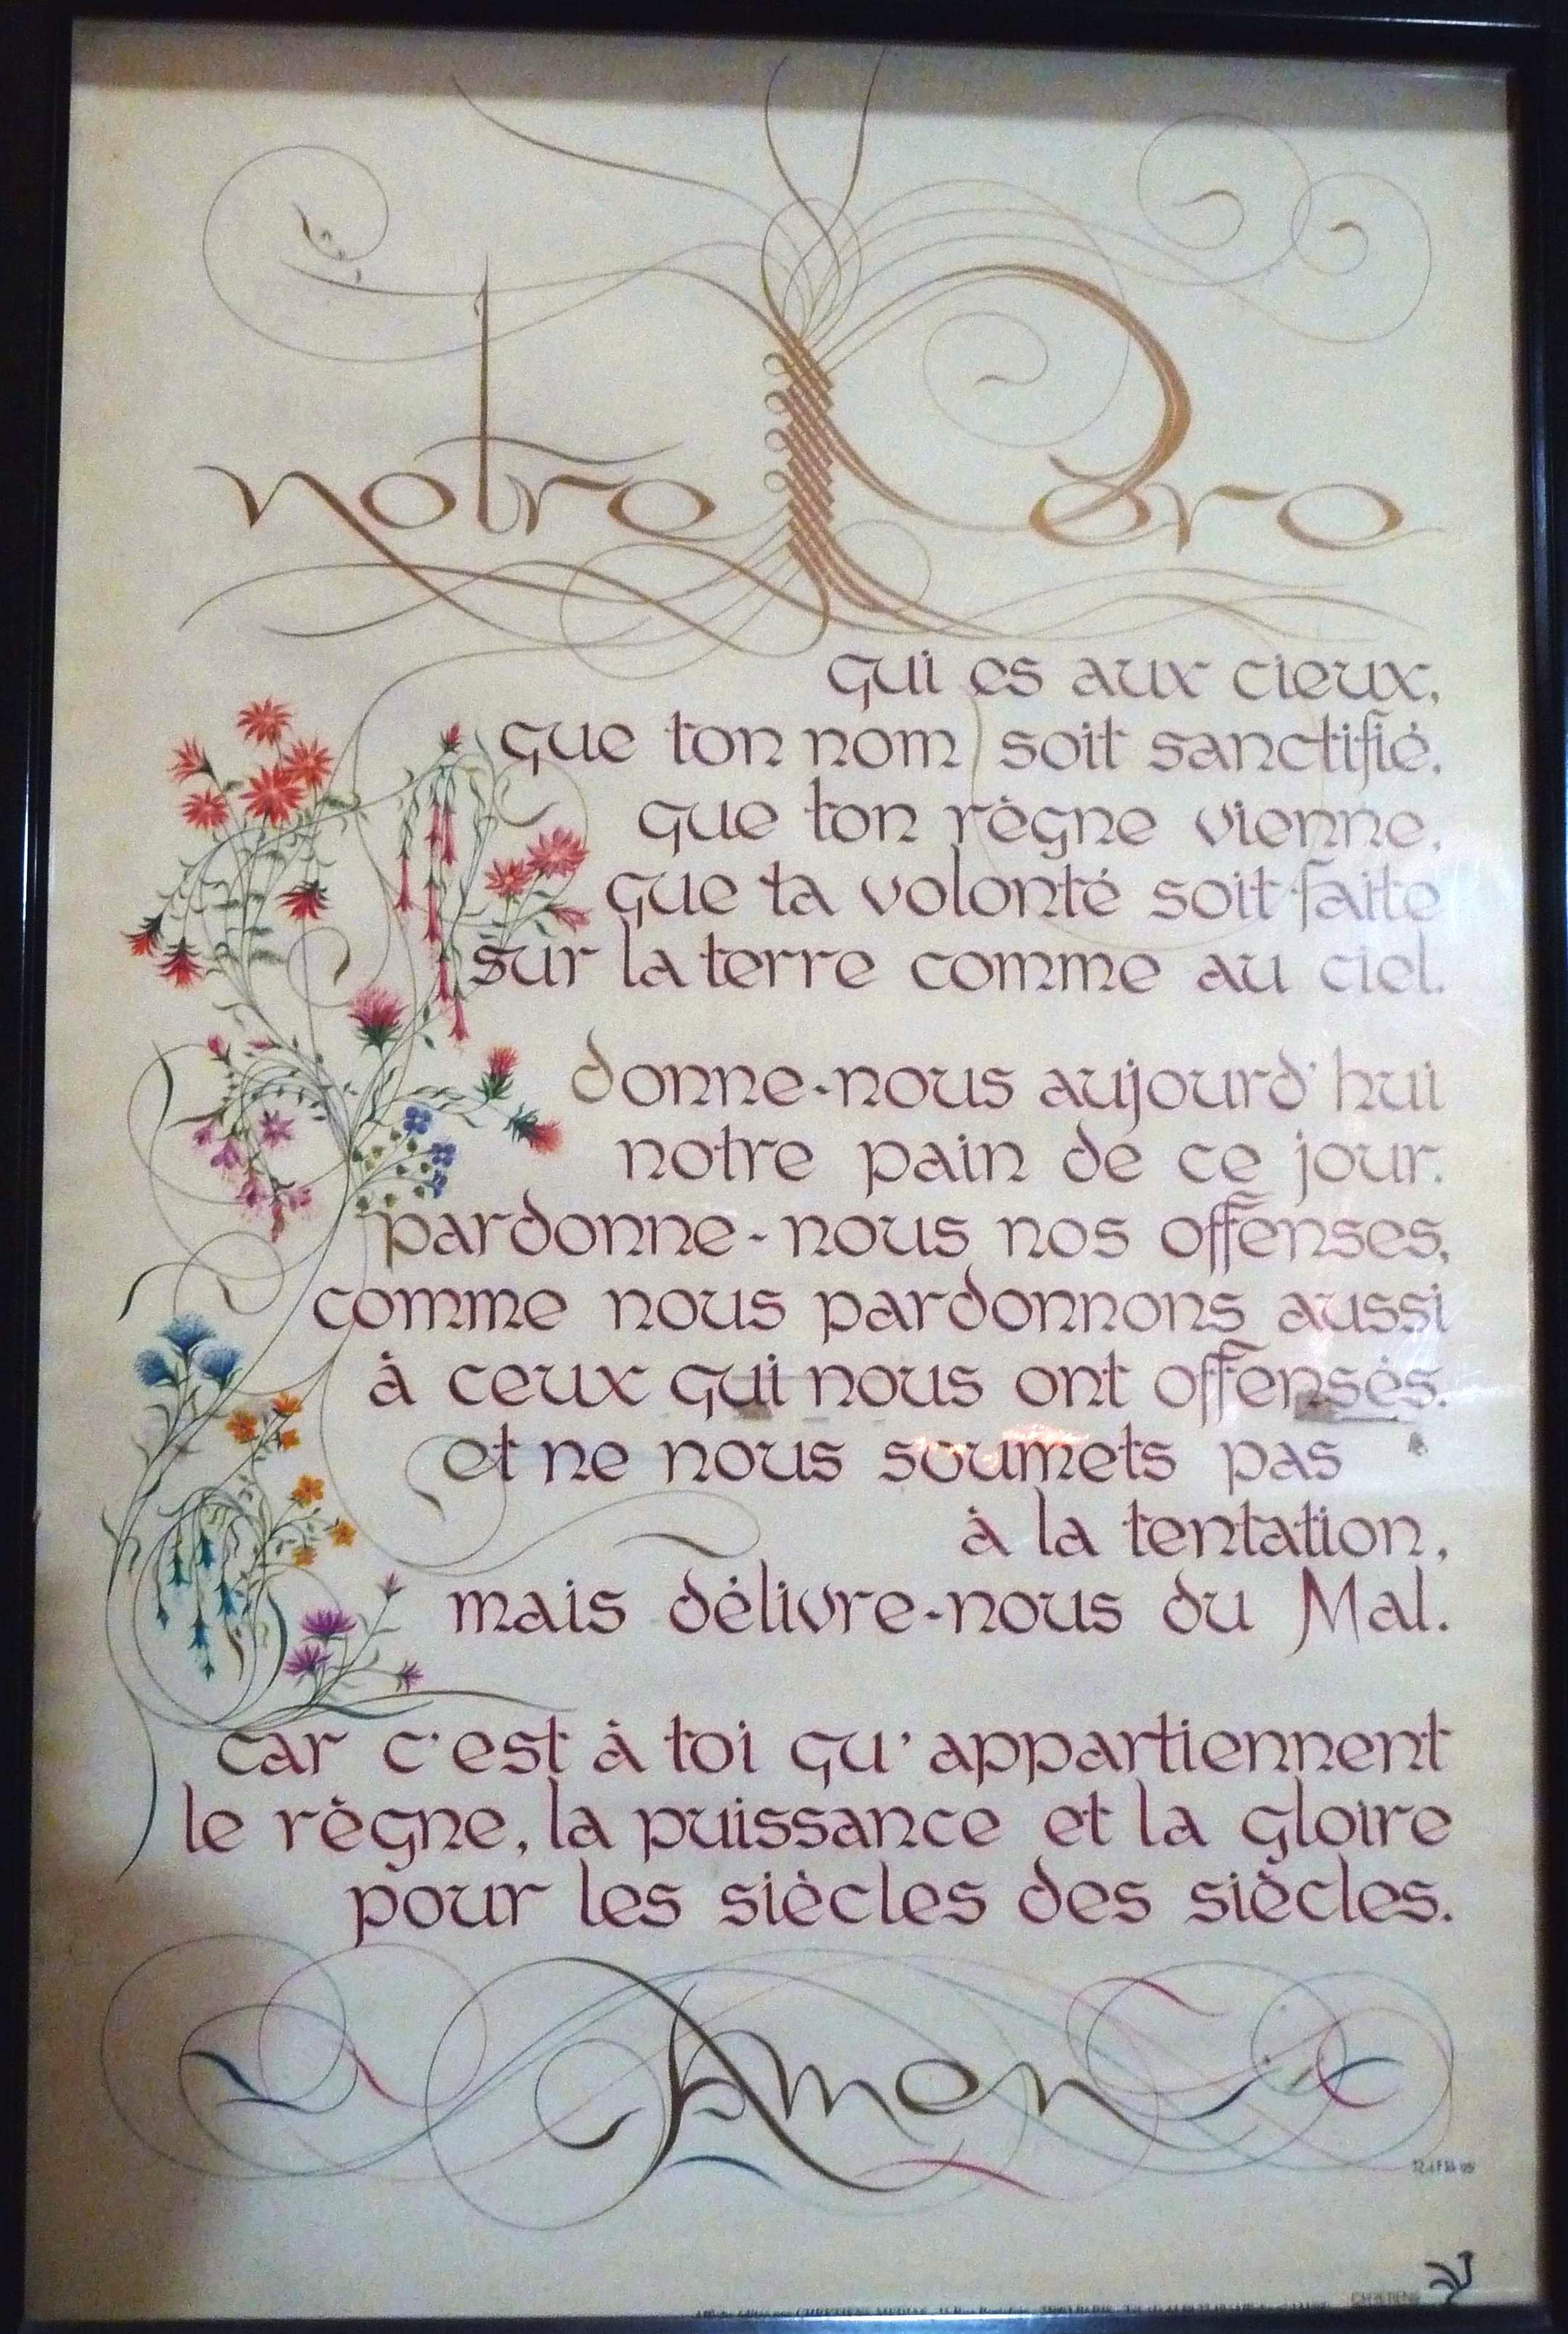 notre Père
qui es aux cieux,
que ton nom soit sanctifié,
que ton règne vienne,
que ta volonté soit faite
sur la terre comme au ciel.
donne-nous aujourd'hui
notre pain de ce jour.
pardonne-nous nos offenses,
comme nous pardonnons aussi
à ceux qui nous ont offensés.
et ne nous soumets pas
à la tentation,
mais délivre-nous du Mal.
car c'est à toi qu'appartiennent
le règne, la puissance et la gloire
pour les siècles des siècles.
Amen